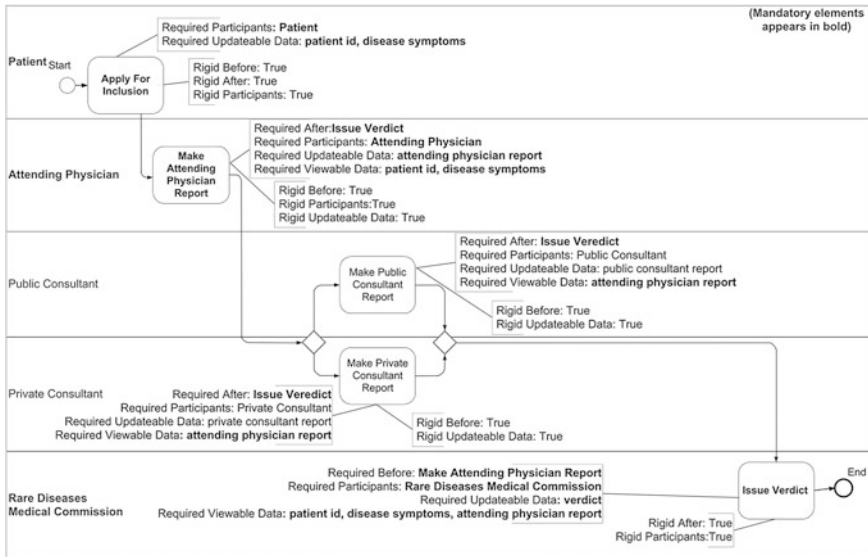 (Mandatory elements
appears in bold)
Required Participants: Patient
Required Updateable Data: patient id, disease symptoms
Patient
Start
Apply For
Inclusion
Rigid Before: True
Rigid After: True
Rigid Participants: True
Attending Physician
Make
Attending
Physician
Report
Required After:Issue Verdict
Required Participants: Attending Physician
Required Updateable Data: attending physician report
Required Viewable Data: patient id, disease symptoms
Rigid Before: True
Rigid Participants:True
Rigid Updateable Data: True
Public Consultant
Make Public
Consultant
Report
Required After: Issue Veredict
Required Participants: Public Consultant
Required Updateable Data: public consultant report
Required Viewable Data: attending physician report
Rigid Before: True
Rigid Updateable Data: True
Make Private
Consultant
Report
Private Consultant
Required After: Issue Veredict
Required Participants: Private Consultant
Required Updateable Data: private consultant report
Required Viewable Data: attending physician report
Rigid Before: True
Rigid Updateable Data: True
Rare Diseases
Medical Commission
Required Before: Make Attending Physician Report
Required Participants: Rare Diseases Medical Commission
Required Updateable Data: verdict
Required Viewable Data: patient id, disease symptoms, attending physician report
Issue Verdict
End
Rigid After: True
Rigid Participants:True